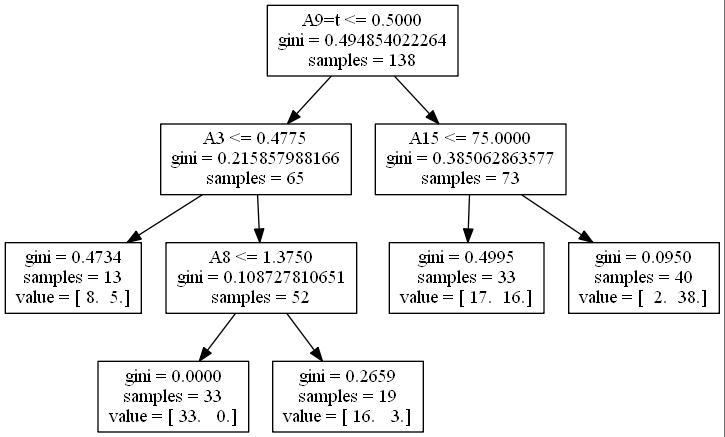 A9=t <= 0.5000
gini = 0.494854022264
samples = 138
A3 <= 0.4775
gini = 0.215857988166
samples = 65
A15 <= 75.0000
gini = 0.385062863577
samples = 73
gini = 0.4734
samples = 13
value = [ 8. 5.]
A8 <= 1.3750
gini = 0.108727810651
samples = 52
gini = 0.4995
samples = 33
value = [ 17. 16.]
gini = 0.0950
samples = 40
value = [ 2. 38.]
gini = 0.0000
samples = 33
value = [ 33. 0.]
gini = 0.2659
samples = 19
value = [ 16. 3.]